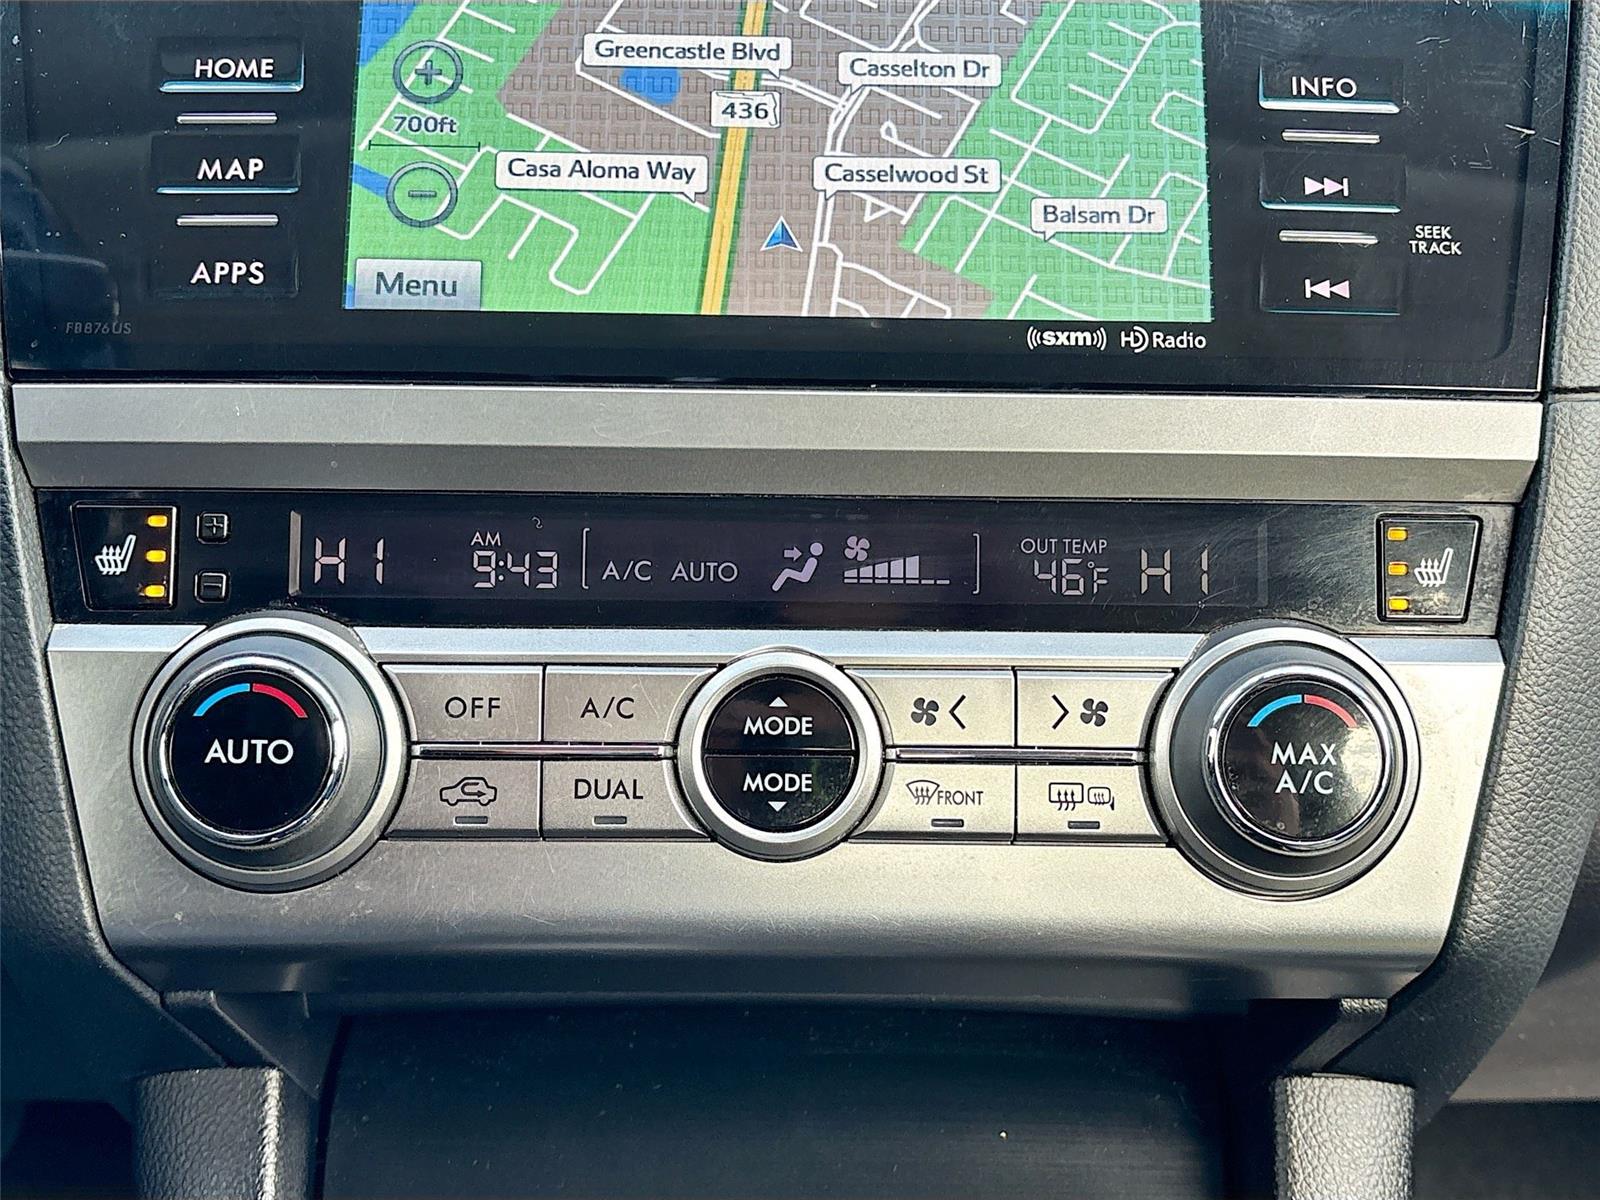 HOME
MAP
APPS
FB876US
700ft
Menu
Greencastle Blvd
Casselton Dr
436
Casa Aloma Way
Casselwood St
Balsam Dr
INFO
SEEK
TRACK
((sxm)) HD Radio
HI
AM
9:43
A/C AUTO
OUT TEMP
46°F
HI
AUTO
OFF
A/C
DUAL
MODE
MODE
FRONT
MAX
A/C